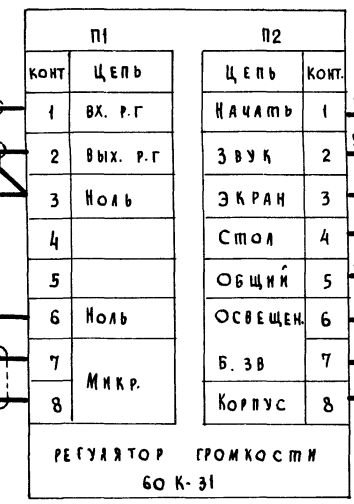 П1 П2
КОНТ ЦЕПЬ ЦЕПЬ КОНТ.
1 ВХ. Р.Г НАЧАТЬ 1
2 ВЫХ. Р.Г ЗВУК 2
3 НОЛЬ ЭКРАН 3
4 СТОЛ 4
5 ОБЩИЙ 5
6 НОЛЬ ОСВЕЩЕН. 6
7 Б. ЗВ 7
МИКР.
8 КОРПУС 8
РЕГУЛЯТОР ГРОМКОСТИ
60 К-31